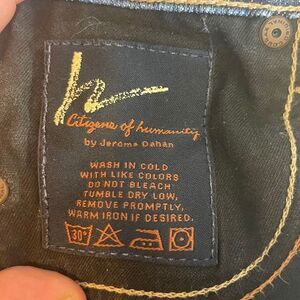 h
Citizens of humanity
by Jerome Dahan
WASH IN COLD
WITH LIKE COLORS
DO NOT BLEACH
TUMBLE DRY LOW,
REMOVE PROMPTLY,
WARM IRON IF DESIRED.
30°